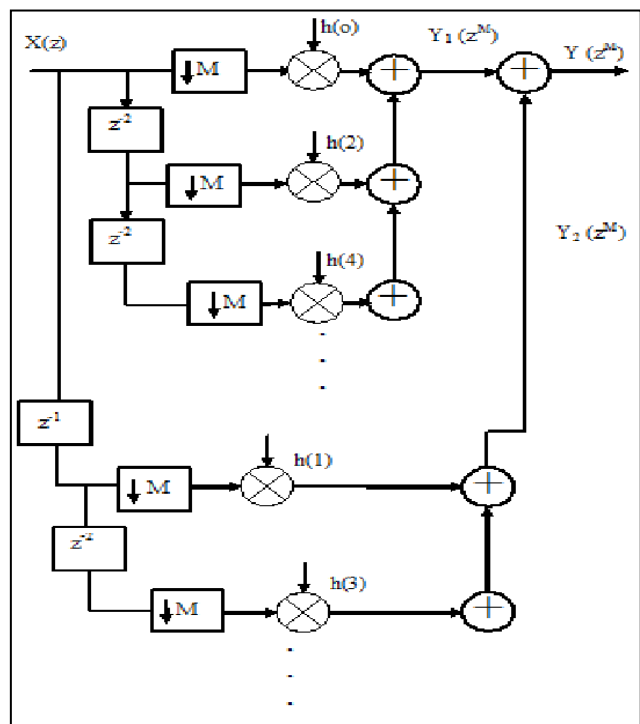 X(z)
h(o)
Y₁ (z^M)
Y (z^M)
↓ M
+
+
z⁻²
h(2)
↓ M
+
Y₂ (z^M)
z⁻²
h(4)
↓ M
+
.
.
.
z⁻¹
h(1)
↓ M
+
z⁻²
h(3)
↓ M
+
.
.
.